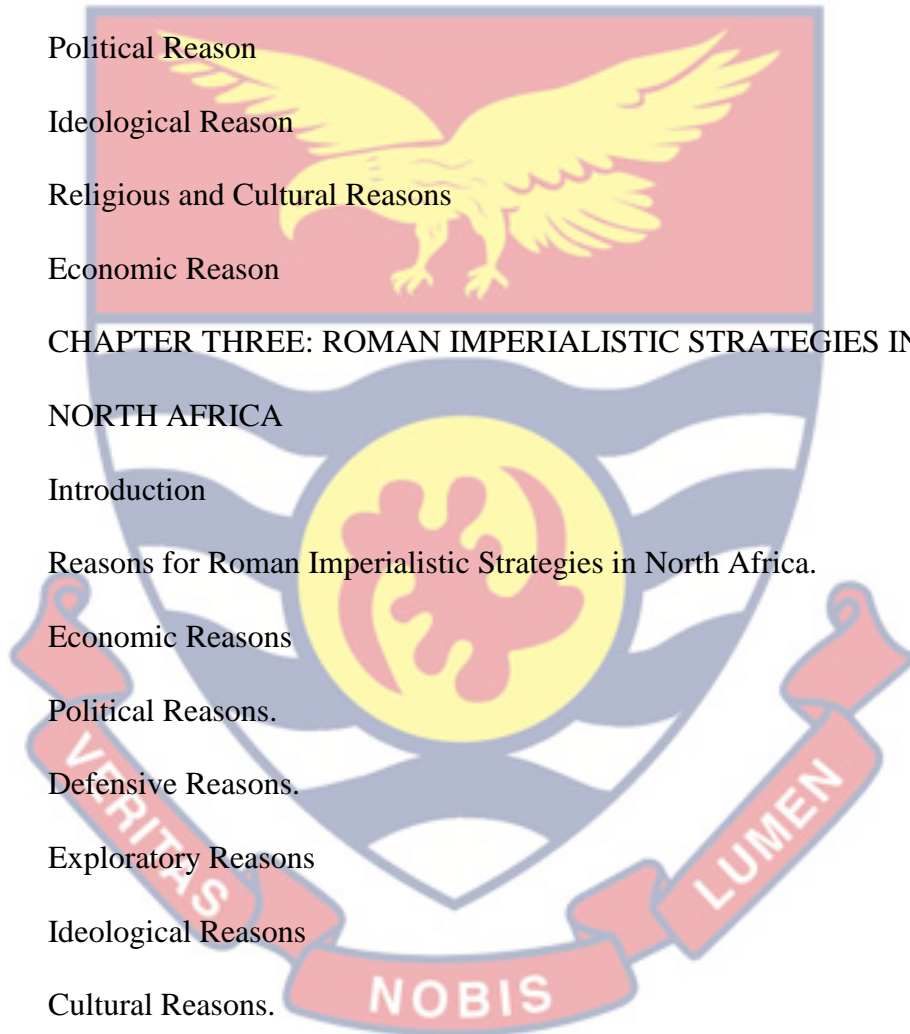 Political Reason
Ideological Reason
Religious and Cultural Reasons
Economic Reason
CHAPTER THREE: ROMAN IMPERIALISTIC STRATEGIES IN
NORTH AFRICA
Introduction
Reasons for Roman Imperialistic Strategies in North Africa.
Economic Reasons
Political Reasons.
Defensive Reasons.
Exploratory Reasons
Ideological Reasons
Cultural Reasons.
VERITAS
NOBIS
LUMEN